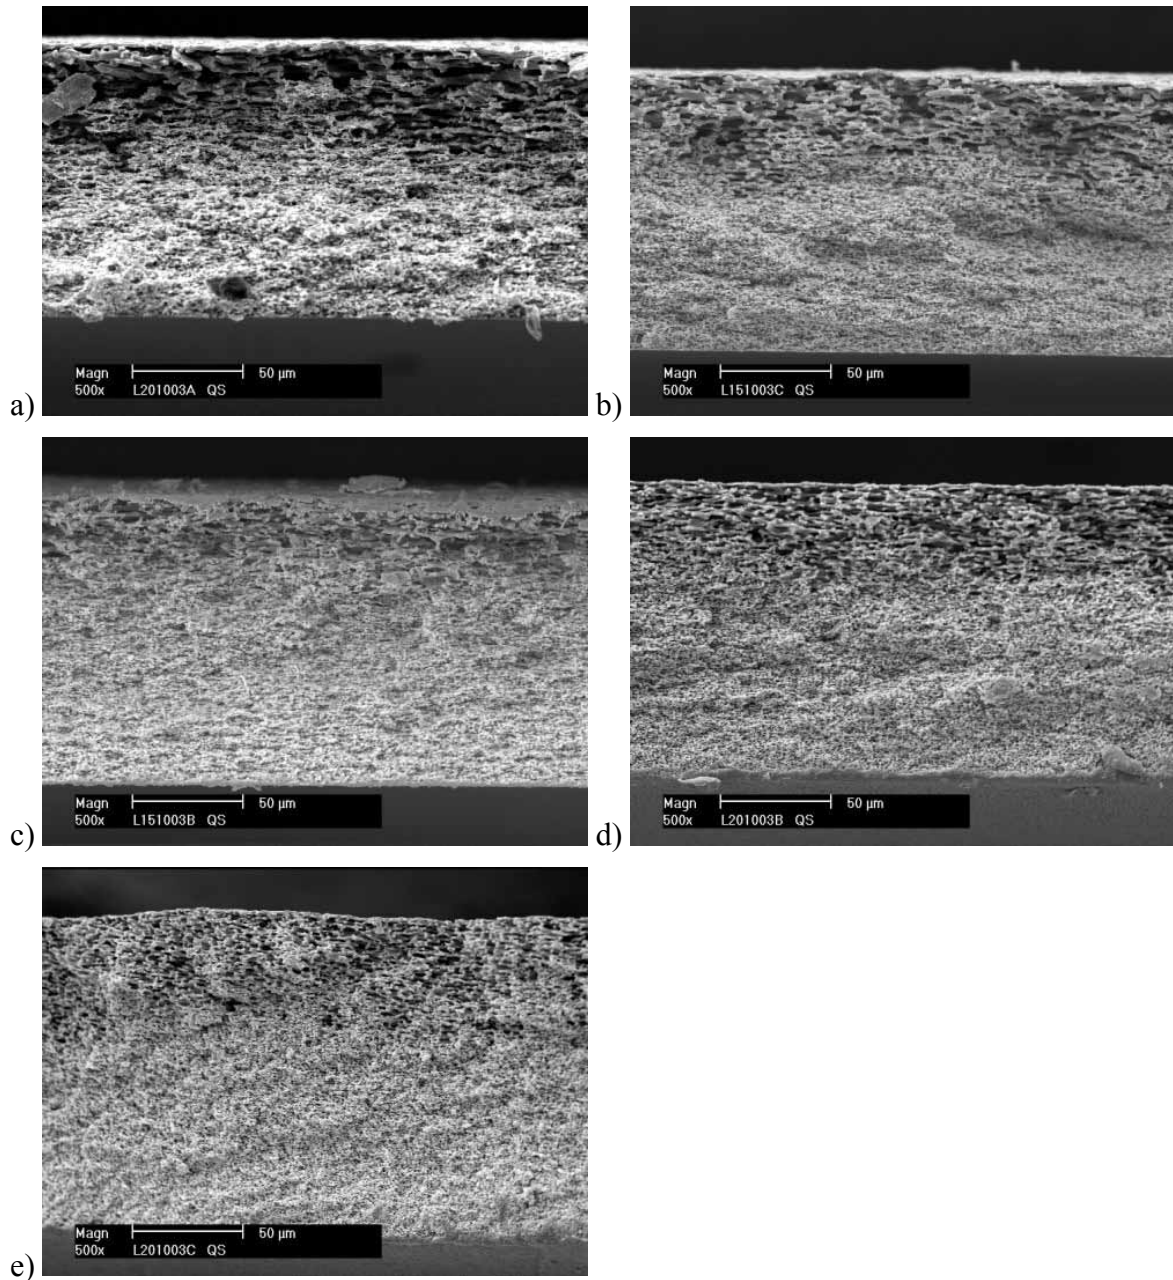 a)
Magn 50 µm
500x L201003A QS
b)
Magn 50 µm
500x L151003C QS
c)
Magn 50 µm
500x L151003B QS
d)
Magn 50 µm
500x L201003B QS
e)
Magn 50 µm
500x L201003C QS